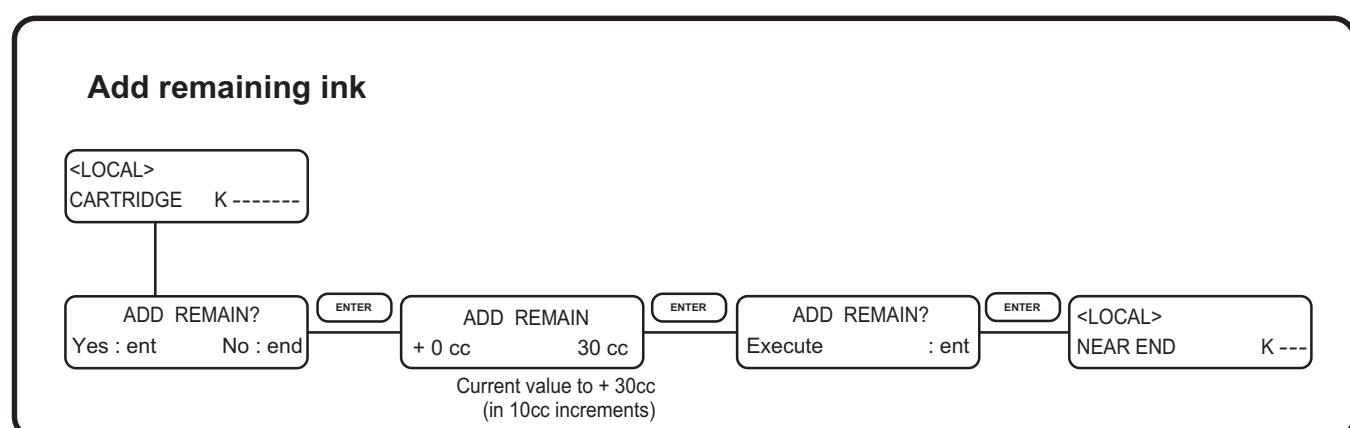 Add remaining ink
<LOCAL>
CARTRIDGE K -------
ADD REMAIN?
Yes : ent No : end
ENTER
ADD REMAIN
+ 0 cc 30 cc
Current value to + 30cc
(in 10cc increments)
ENTER
ADD REMAIN?
Execute : ent
ENTER
<LOCAL>
NEAR END K ---